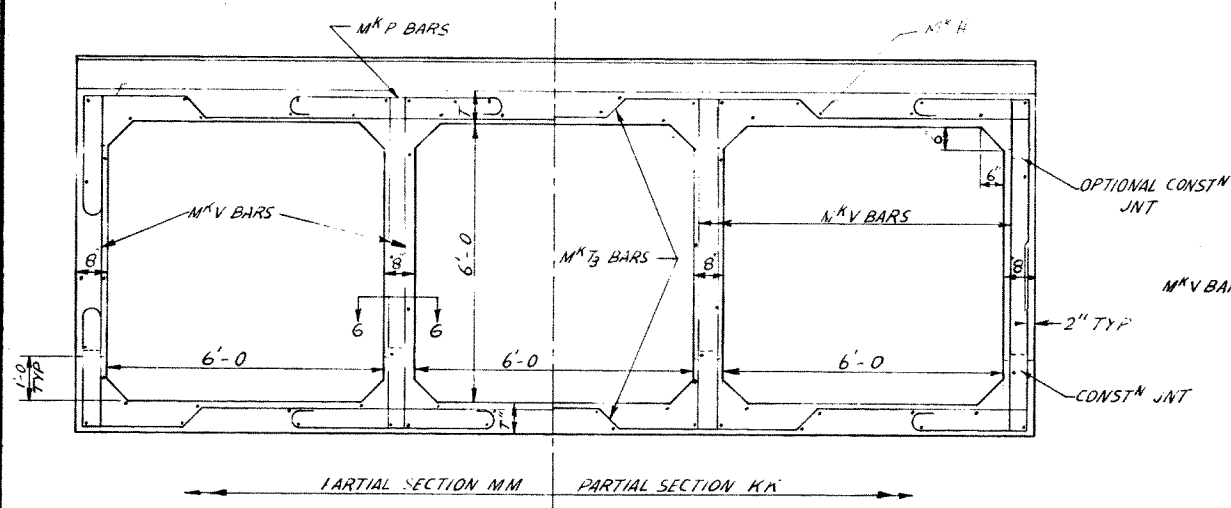 MK P BARS
MK H
T
8
6"
OPTIONAL CONSTN
JNT
MK V BARS
MK V BARS
6'-0
MK T3 BARS
8
8"
8"
8
MK V BAR
6
6
2" TYP
1'-0
TYP
6'-0
6'-0
6'-0
CONSTN JNT
7"
PARTIAL SECTION MM
PARTIAL SECTION KK